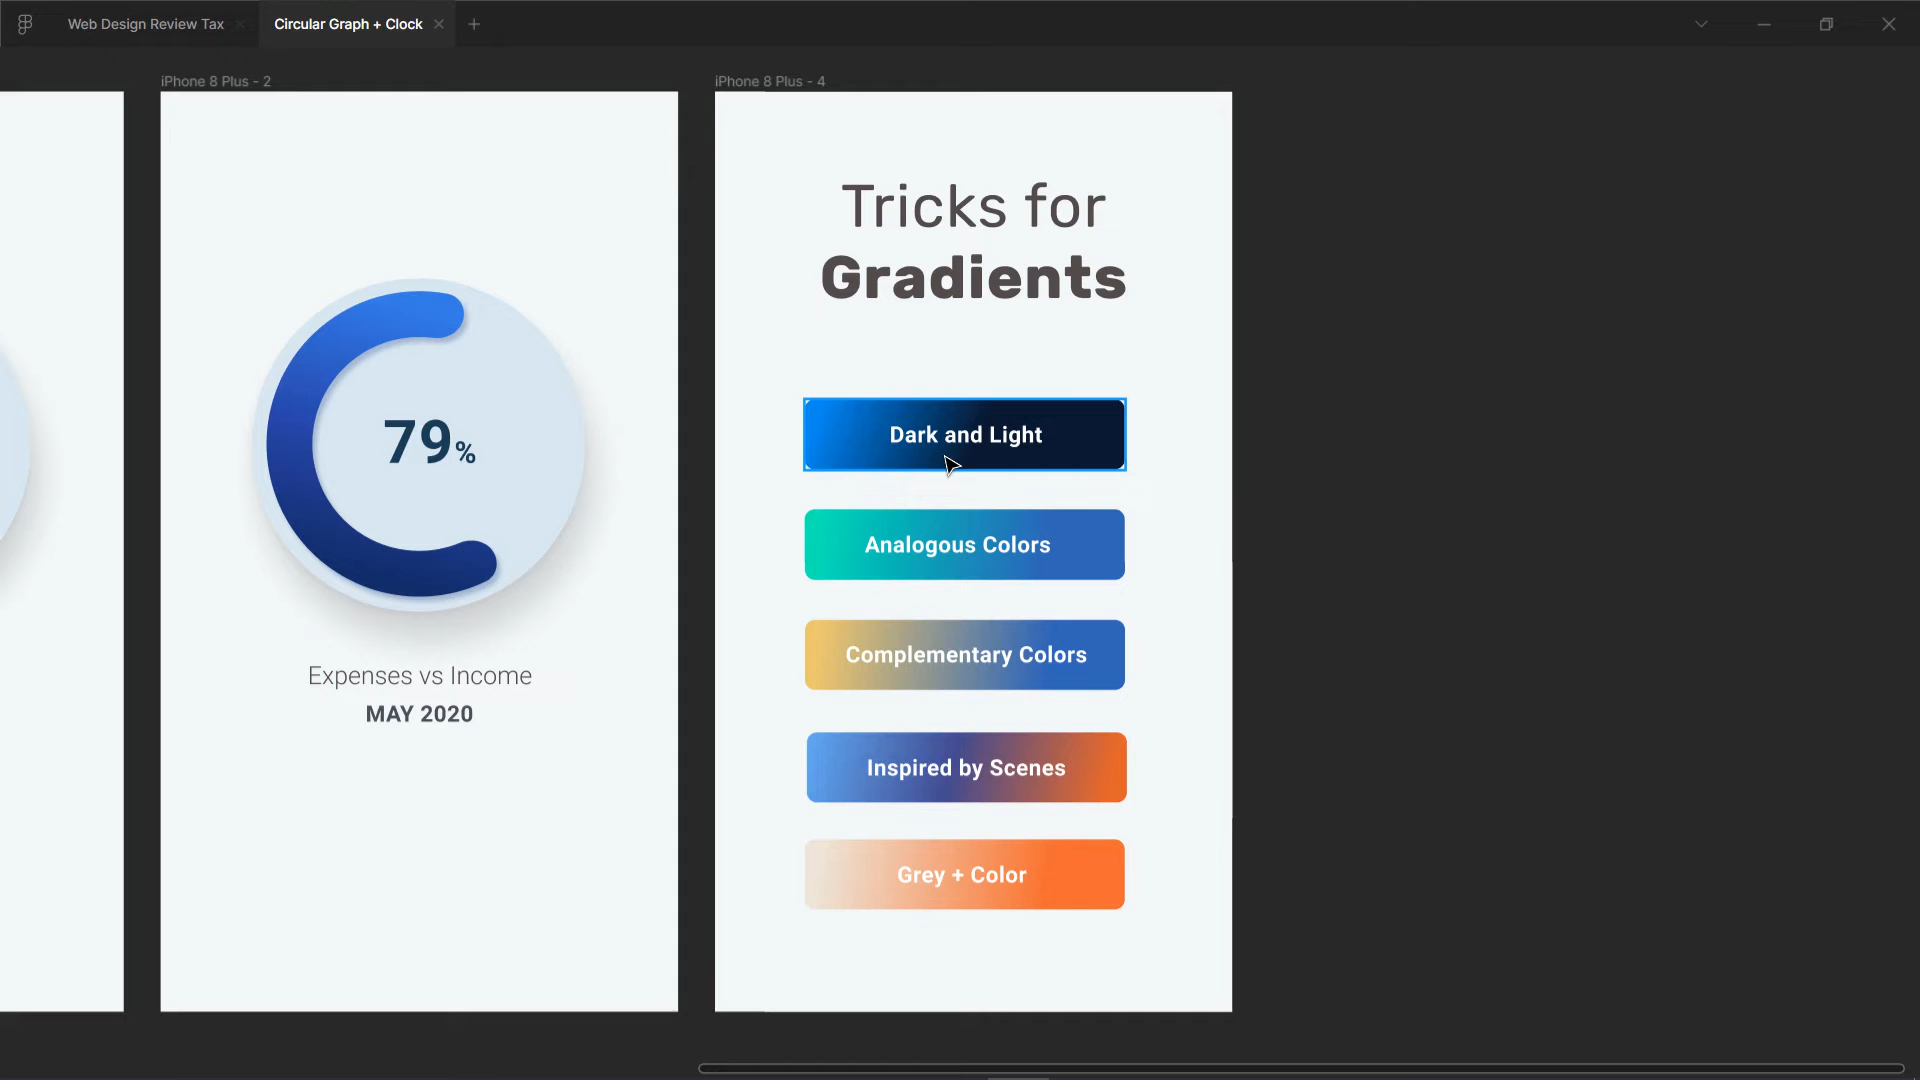 Web Design Review Tax
Circular Graph + Clock
iPhone 8 Plus - 2
79%
Expenses vs Income
MAY 2020
iPhone 8 Plus - 4
Tricks for
Gradients
Dark and Light
Analogous Colors
Complementary Colors
Inspired by Scenes
Grey + Color